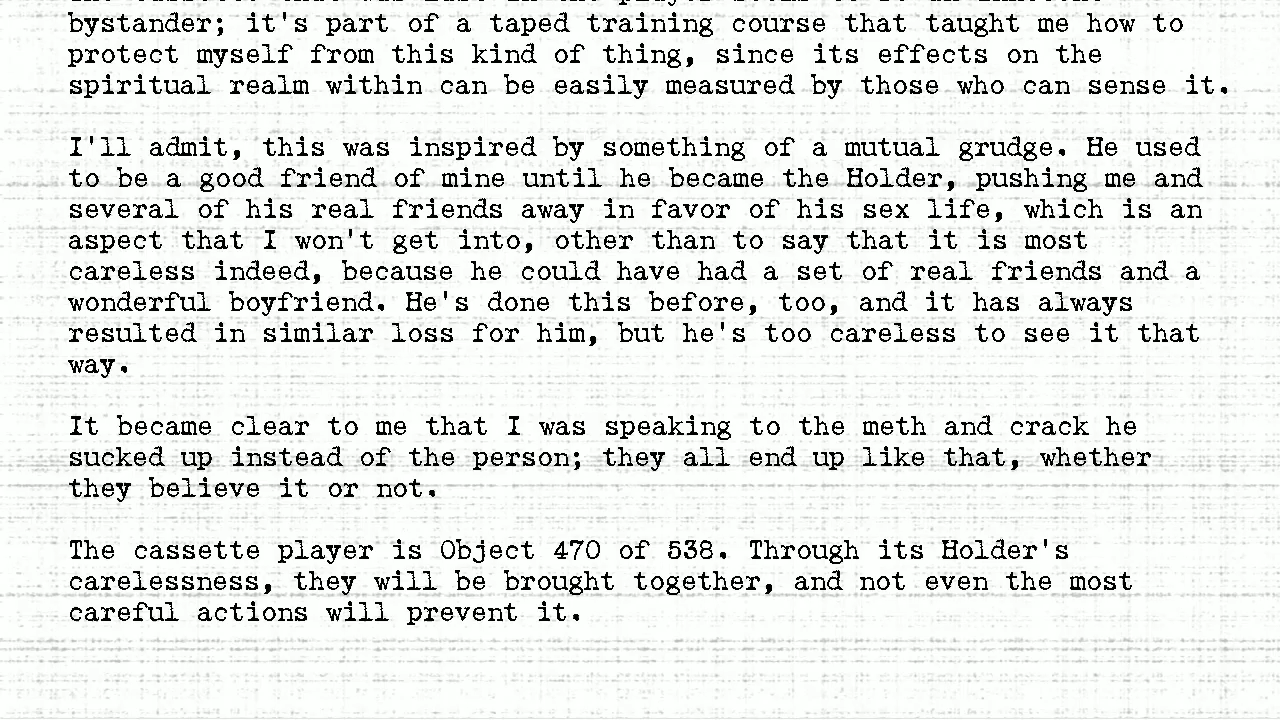 bystander; it's part of a taped training course that taught me how to
protect myself from this kind of thing, since its effects on the
spiritual realm within can be easily measured by those who can sense it.
I'll admit, this was inspired by something of a mutual grudge. He used
to be a good friend of mine until he became the Holder, pushing me and
several of his real friends away in favor of his sex life, which is an
aspect that I won't get into, other than to say that it is most
careless indeed, because he could have had a set of real friends and a
wonderful boyfriend. He's done this before, too, and it has always
resulted in similar loss for him, but he's too careless to see it that
way.
It became clear to me that I was speaking to the meth and crack he
sucked up instead of the person; they all end up like that, whether
they believe it or not.
The cassette player is Object 470 of 538. Through its Holder's
carelessness, they will be brought together, and not even the most
careful actions will prevent it.